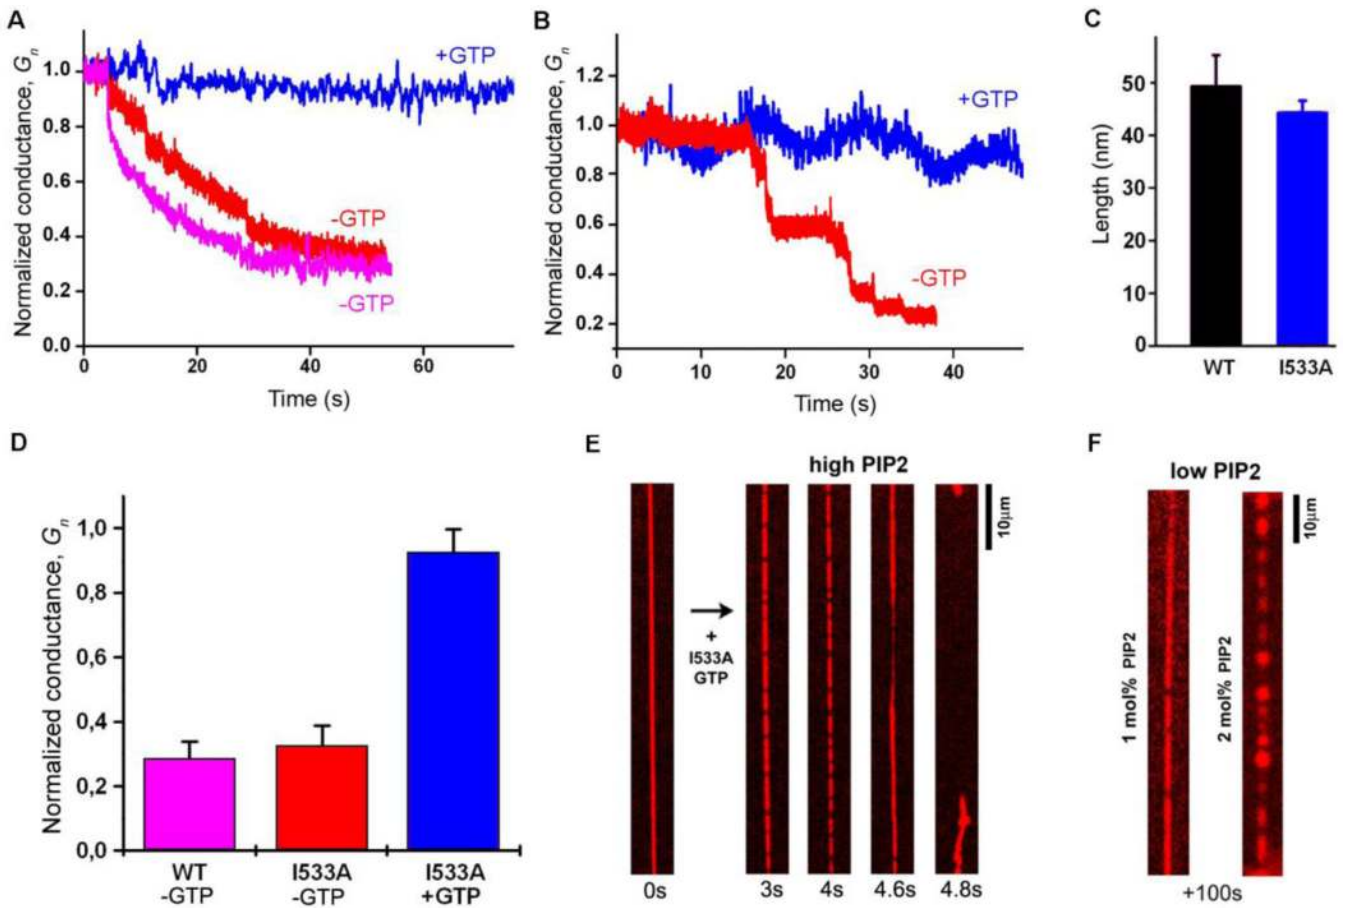 A
Normalized conductance, Gn
1.0
0.8
0.6
0.4
0.2
0.0
+GTP
-GTP
-GTP
0
20
40
60
Time (s)
B
Normalized conductance, Gn
1.2
1.0
0.8
0.6
0.4
0.2
+GTP
-GTP
0
10
20
30
40
Time (s)
C
Length (nm)
50
40
30
20
10
0
WT
I533A
D
Normalized conductance, Gn
1,0
0,8
0,6
0,4
0,2
0,0
WT
-GTP
I533A
-GTP
I533A
+GTP
E
high PIP2
+
I533A
GTP
10μm
0s
3s
4s
4.6s
4.8s
F
low PIP2
1 mol% PIP2
2 mol% PIP2
10μm
+100s